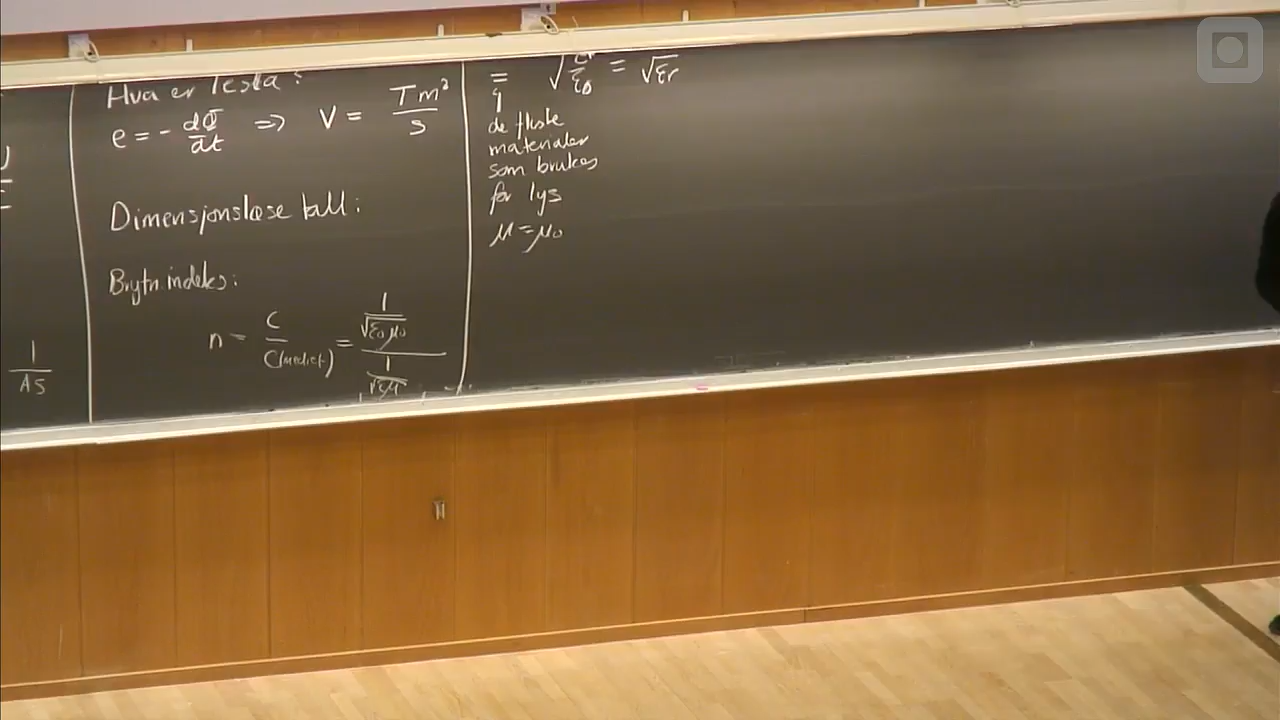 Hva er Tesla?
e = - dΦ/dt => V = Tm²/s
Dimensjonsløse tall:
Brytn.indeks:
n = c/c(mediet) = (1/√ε₀μ₀)/(1/√εμ)
1/AS
= √ε/ε₀ = √εr
de fleste
materialer
som brukes
for lys
μ = μ₀